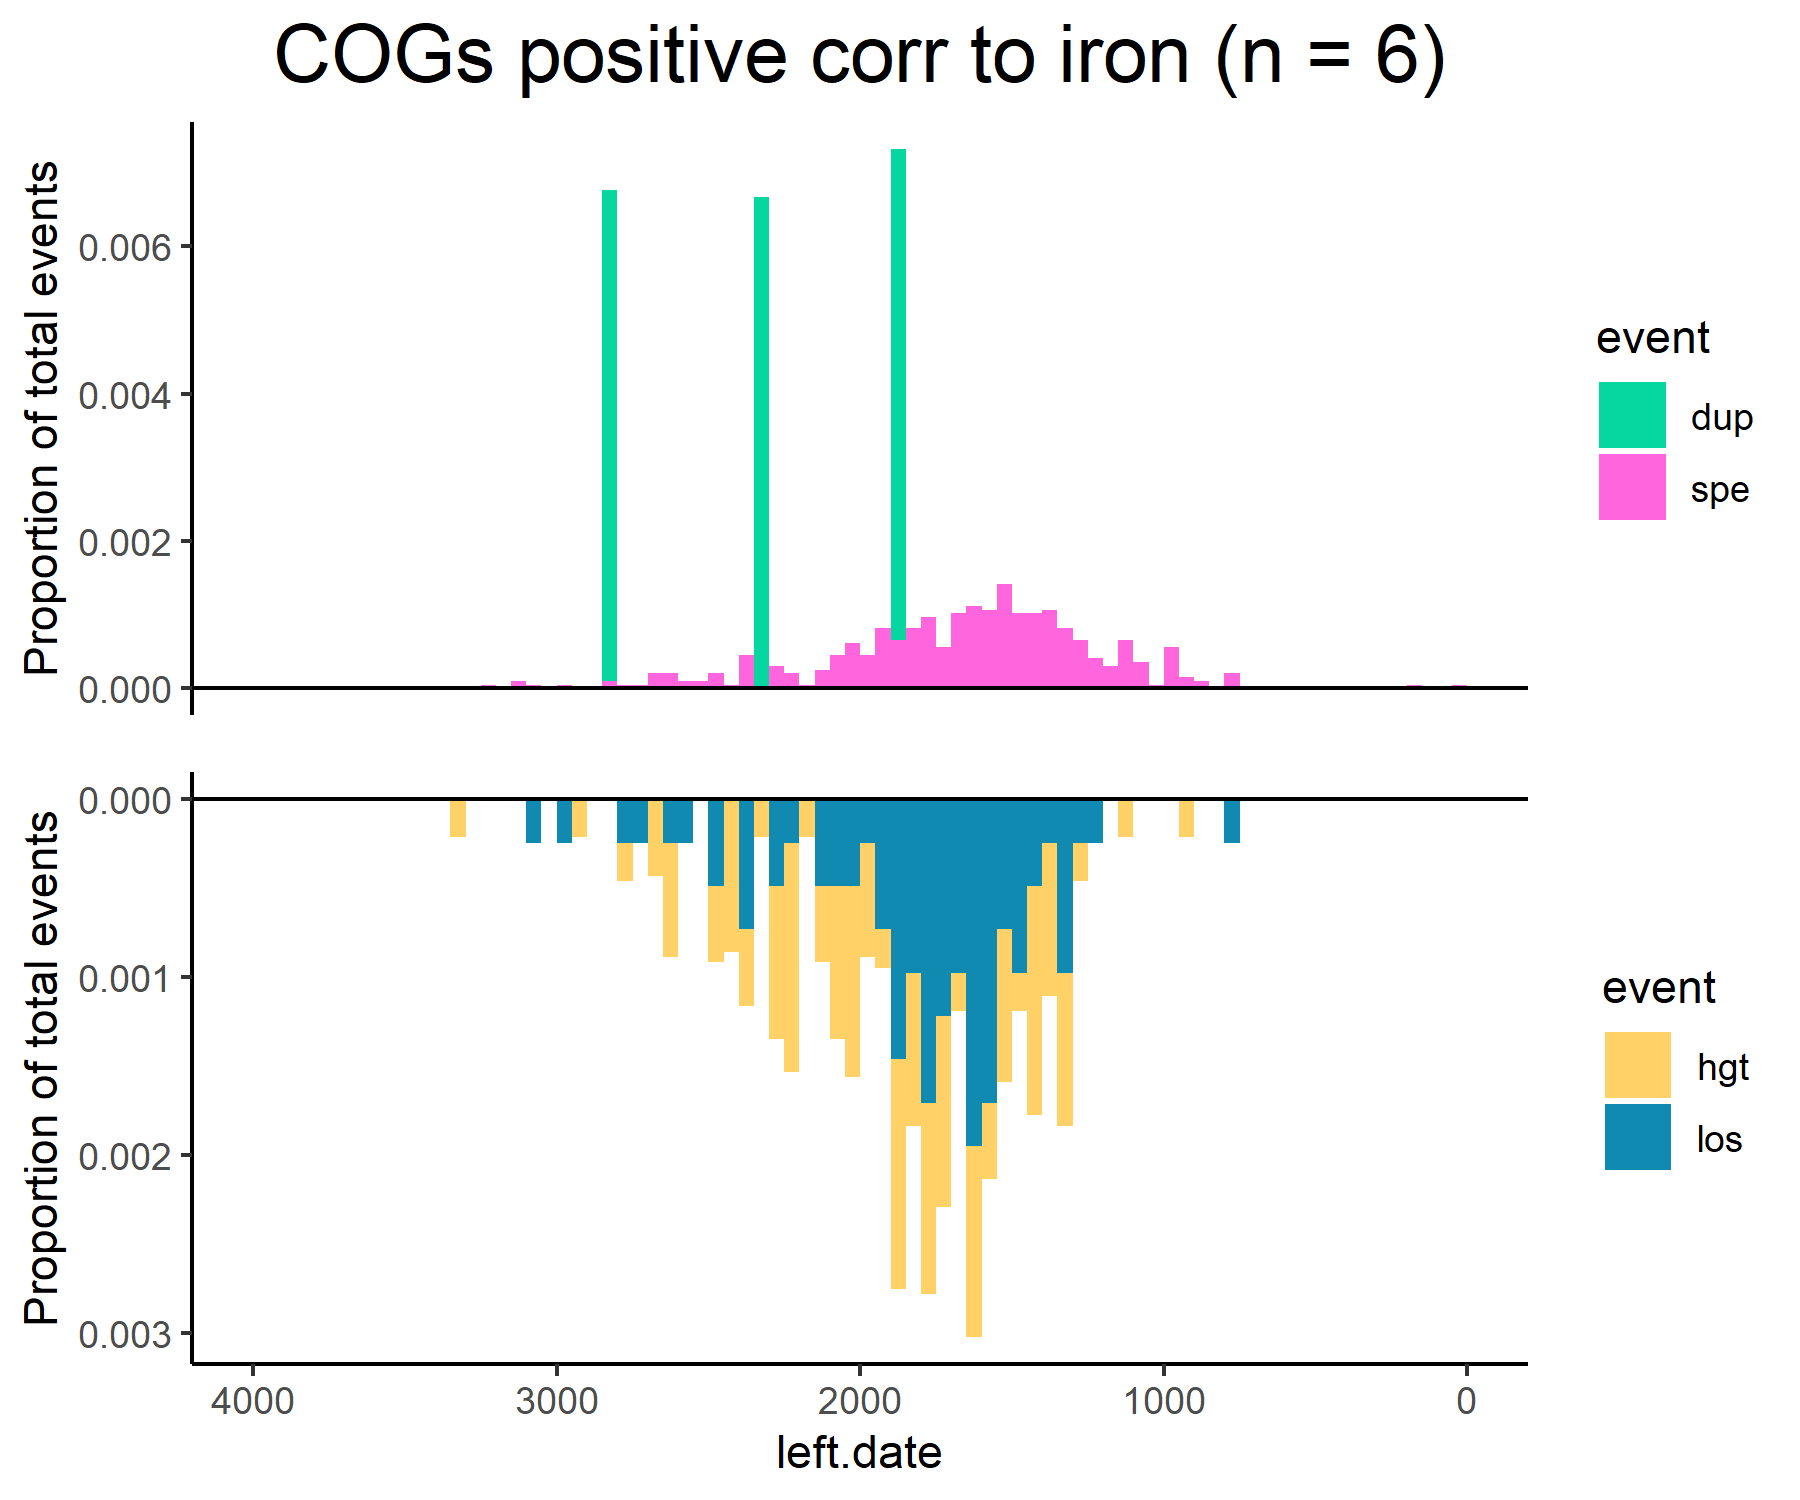 COGs positive corr to iron (n = 6)
Proportion of total events
0.006
0.004
0.002
0.000
event
dup
spe
Proportion of total events
0.000
0.001
0.002
0.003
event
hgt
los
4000 3000 2000 1000 0
left.date